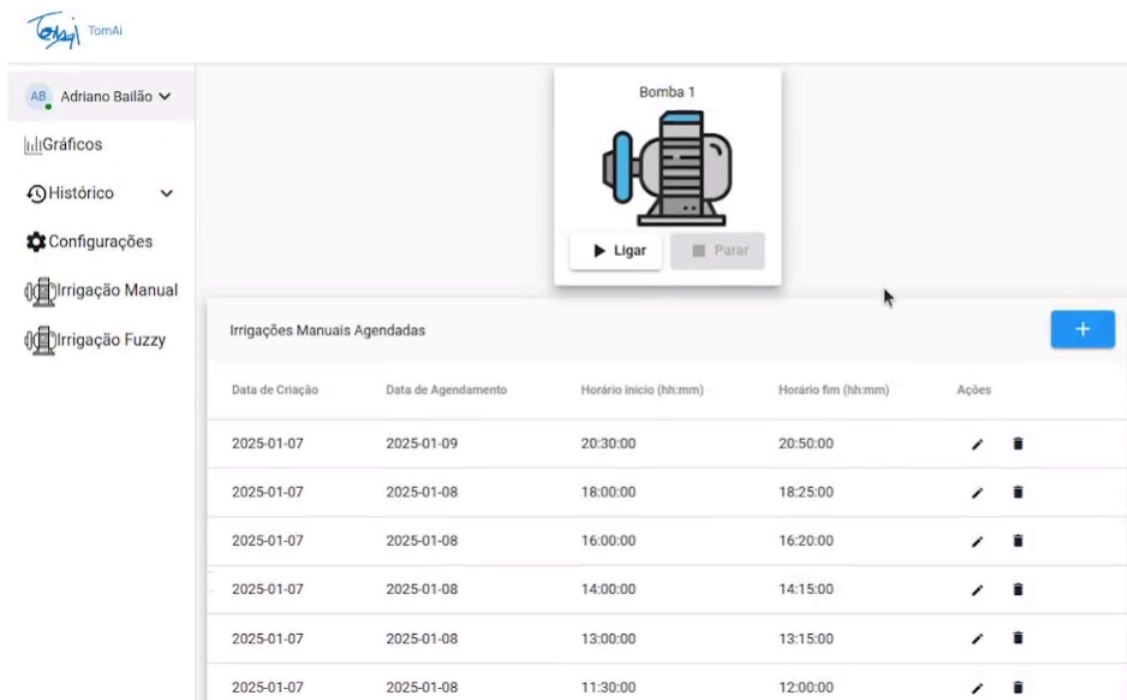 Tomai TomAi
AB Adriano Bailão
Gráficos
Histórico
Configurações
Irrigação Manual
Irrigação Fuzzy
Bomba 1
Ligar Parar
Irrigações Manuais Agendadas
+
Data de Criação Data de Agendamento Horário inicio (hh:mm) Horário fim (hh:mm) Ações
2025-01-07 2025-01-09 20:30:00 20:50:00
2025-01-07 2025-01-08 18:00:00 18:25:00
2025-01-07 2025-01-08 16:00:00 16:20:00
2025-01-07 2025-01-08 14:00:00 14:15:00
2025-01-07 2025-01-08 13:00:00 13:15:00
2025-01-07 2025-01-08 11:30:00 12:00:00